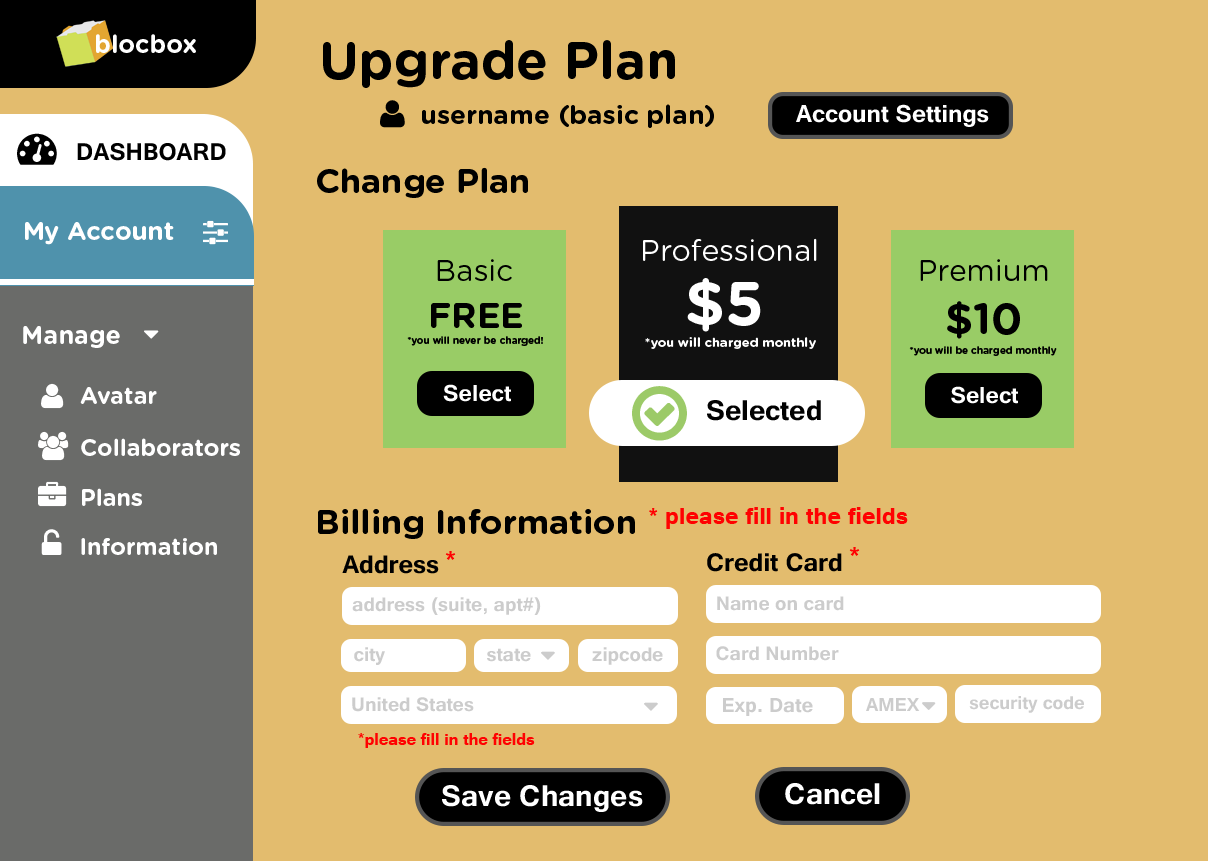 blocbox
Upgrade Plan
username (basic plan)
Account Settings
DASHBOARD
My Account
Manage
Avatar
Collaborators
Plans
Information
Change Plan
Basic
FREE
*you will never be charged!
Select
Professional
$5
*you will charged monthly
Selected
Premium
$10
*you will be charged monthly
Select
Billing Information * please fill in the fields
Address *
address (suite, apt#)
city
state
zipcode
United States
*please fill in the fields
Credit Card *
Name on card
Card Number
Exp. Date
AMEX
security code
Save Changes
Cancel